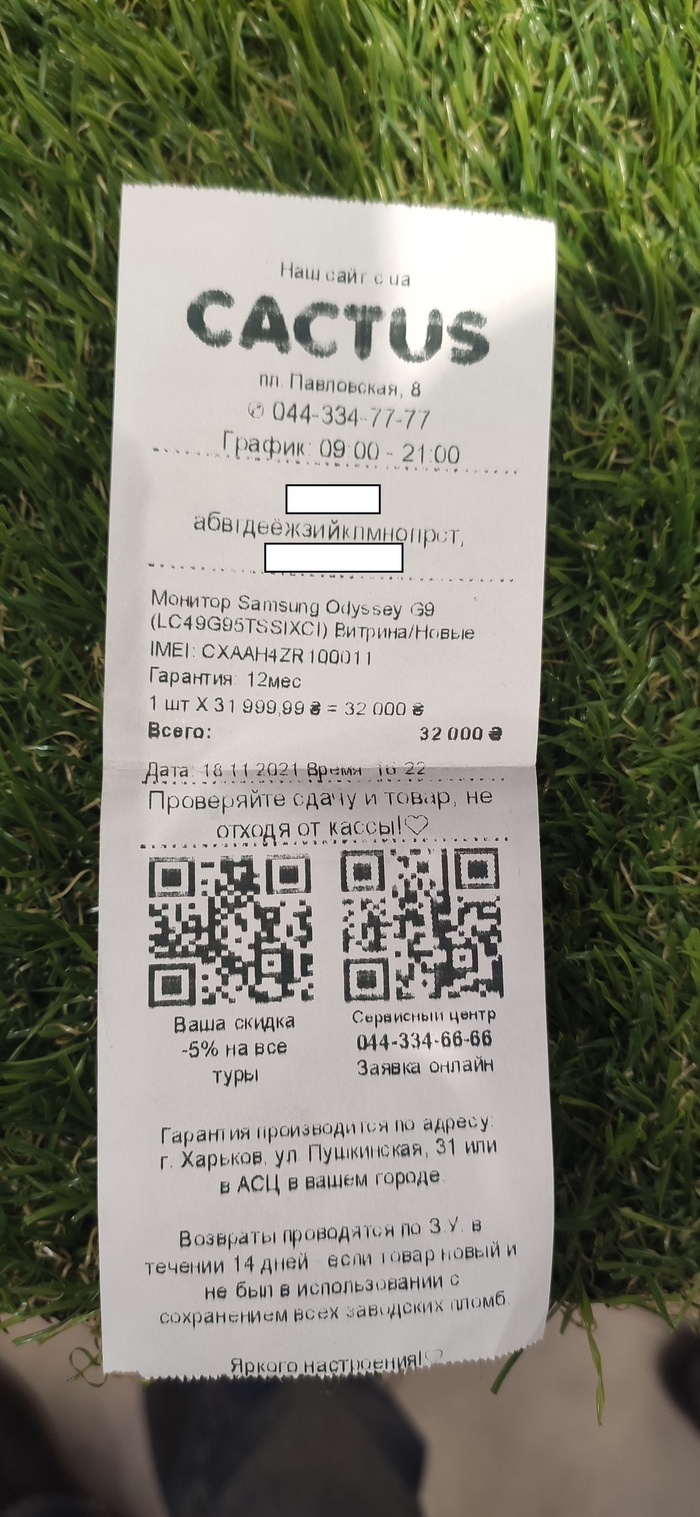 Наш сайт c ua
CACTUS
пл. Павловская, 8
✆ 044-334-77-77
График: 09:00 - 21:00
абвгдеёжзийклмнопрст,
Монитор Samsung Odyssey G9
(LC49G95TSSIXCI) Витрина/Новые
IMEI: CXAAH4ZR100011
Гарантия: 12мес
1 шт X 31 999,99 ₴ = 32 000 ₴
Всего: 32 000 ₴
Дата: 18.11.2021 Время: 16:22
Проверяйте сдачу и товар, не
отходя от кассы!♡
Ваша скидка
-5% на все
туры
Сервисный центр
044-334-66-66
Заявка онлайн
Гарантия производится по адресу:
г. Харьков, ул. Пушкинская, 31 или
в АСЦ в вашем городе.
Возвраты проводятся по З.У. в
течении 14 дней - если товар новый и
не был в использовании с
сохранением всех заводских пломб.
Яркого настроения!♡